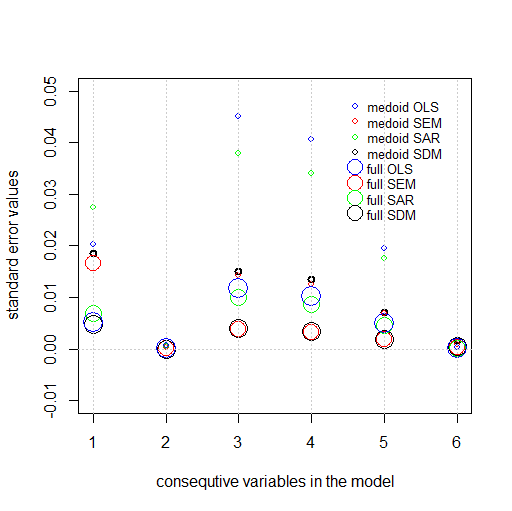 0.05
0.04
0.03
0.02
0.01
0.00
-0.01
standard error values
medoid OLS
medoid SEM
medoid SAR
medoid SDM
full OLS
full SEM
full SAR
full SDM
1 2 3 4 5 6
consequtive variables in the model